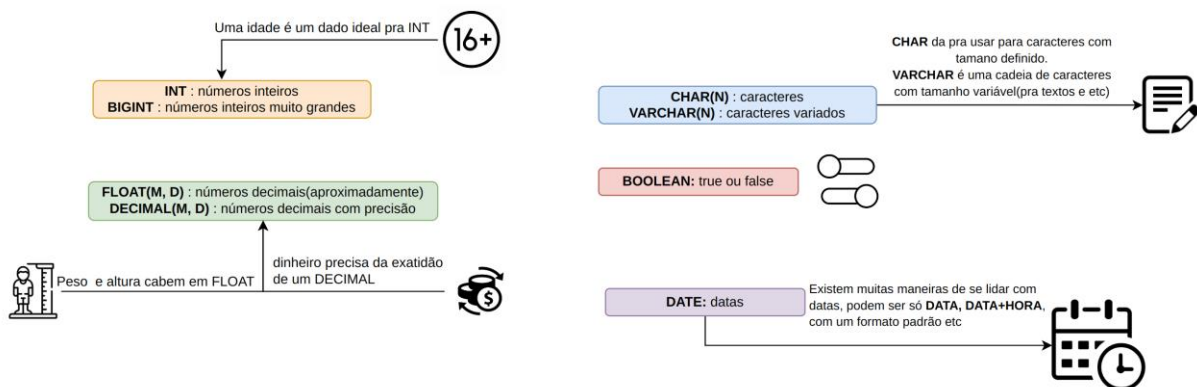 Uma idade é um dado ideal pra INT
16+
INT : números inteiros
BIGINT : números inteiros muito grandes
FLOAT(M, D) : números decimais(aproximadamente)
DECIMAL(M, D) : números decimais com precisão
Peso e altura cabem em FLOAT
dinheiro precisa da exatidão
de um DECIMAL
$
CHAR da pra usar para caracteres com
tamano definido.
VARCHAR é uma cadeia de caracteres
com tamanho variável(pra textos e etc)
CHAR(N) : caracteres
VARCHAR(N) : caracteres variados
BOOLEAN: true ou false
DATE: datas
Existem muitas maneiras de se lidar com
datas, podem ser só DATA, DATA+HORA,
com um formato padrão etc